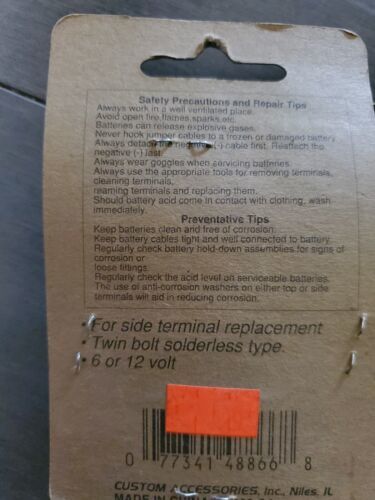 Safety Precautions and Repair Tips
Always work in a well ventilated place.
Avoid open fire, flames, sparks, etc.
Batteries can release explosive gases.
Never hook jumper cables to a frozen or damaged battery.
Always detach the negative (-) cable first. Reattach the
negative (-) last.
Always wear goggles when servicing batteries.
Always use the appropriate tools for removing terminals,
cleaning terminals,
reaming terminals and replacing them.
Should battery acid come in contact with clothing, wash
immediately.
Preventative Tips
Keep batteries clean and free of corrosion.
Keep battery cables tight and well connected to battery.
Regularly check battery hold-down assemblies for signs of
corrosion or
loose fittings.
Regularly check the acid level on serviceable batteries.
The use of anti-corrosion washers on either top or side
terminals will aid in reducing corrosion.
• For side terminal replacement
• Twin bolt solderless type
• 6 or 12 volt
0 77341 48866 8
CUSTOM ACCESSORIES, Inc., Niles, IL
MADE IN CHINA